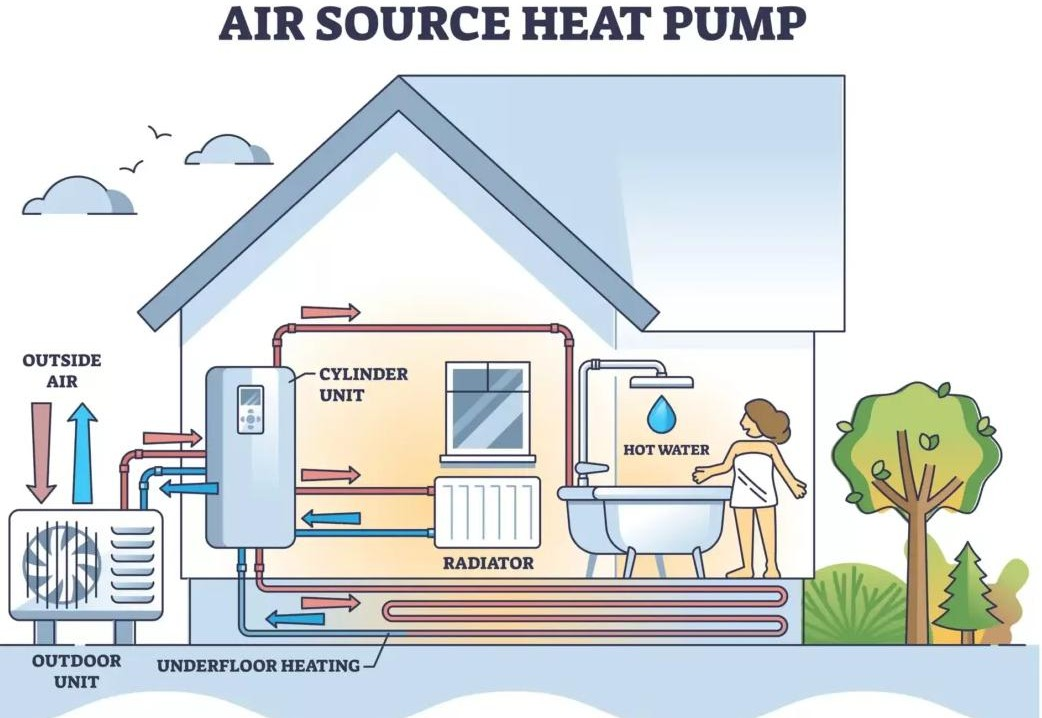 AIR SOURCE HEAT PUMP
OUTSIDE
AIR
CYLINDER
UNIT
HOT WATER
RADIATOR
OUTDOOR
UNIT
UNDERFLOOR HEATING